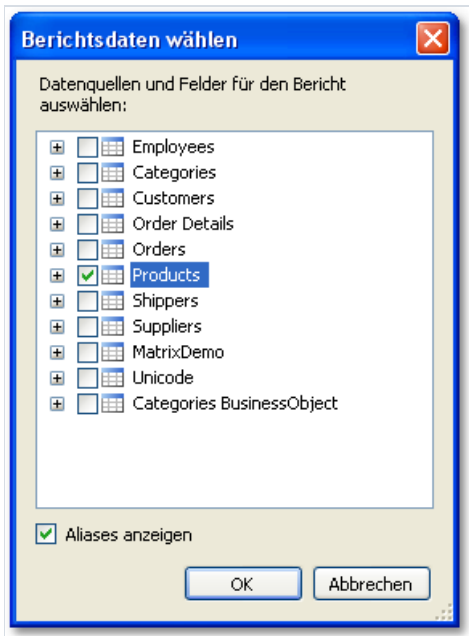 Berichtsdaten wählen
Datenquellen und Felder für den Bericht
auswählen:
Employees
Categories
Customers
Order Details
Orders
Products
Shippers
Suppliers
MatrixDemo
Unicode
Categories BusinessObject
Aliases anzeigen
OK Abbrechen